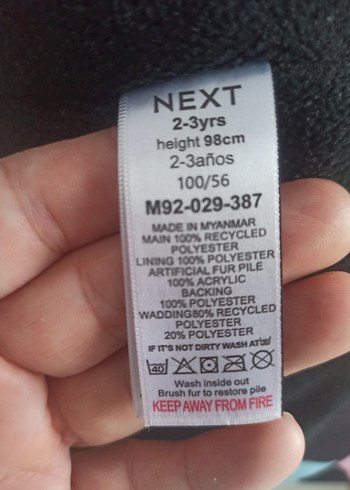 NEXT
2-3yrs
height 98cm
2-3años
100/56
M92-029-387
MADE IN MYANMAR
MAIN 100% RECYCLED
POLYESTER
LINING 100% POLYESTER
ARTIFICIAL FUR PILE
100% ACRYLIC
BACKING
100% POLYESTER
WADDING80% RECYCLED
POLYESTER
20% POLYESTER
IF IT'S NOT DIRTY WASH AT
40
Wash inside out
Brush fur to restore pile
KEEP AWAY FROM FIRE